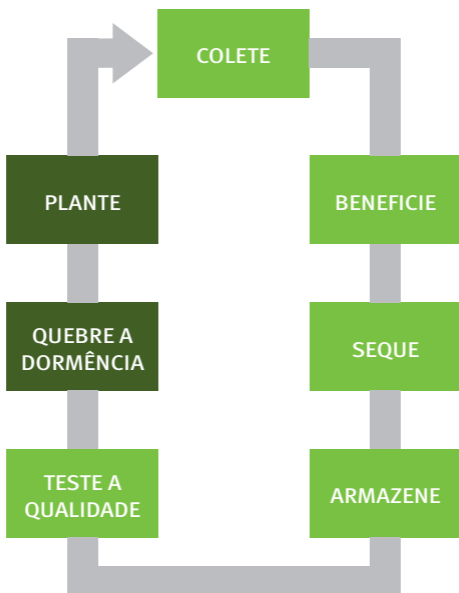 COLETE
BENEFICIE
SEQUE
ARMAZENE
TESTE A
QUALIDADE
QUEBRE A
DORMÊNCIA
PLANTE